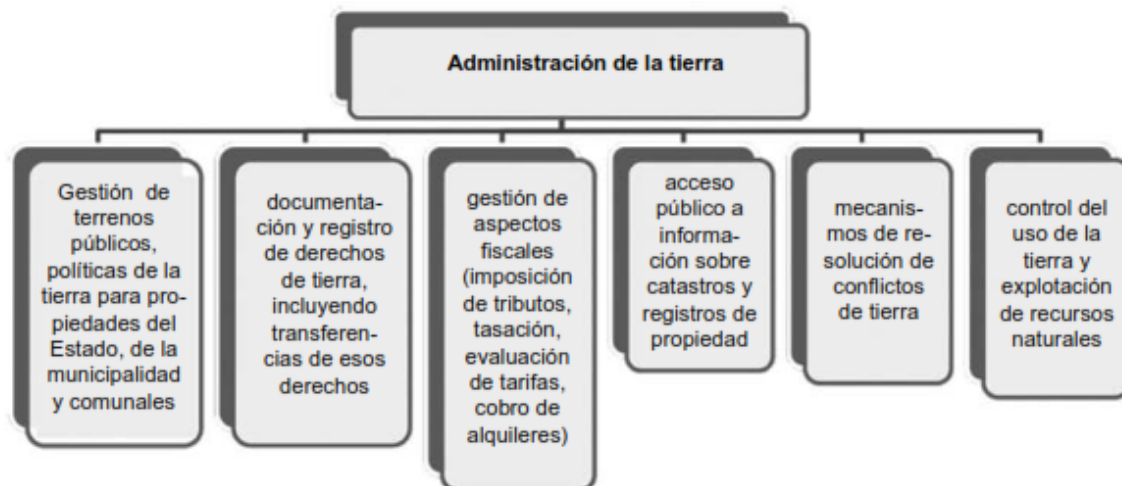 Administración de la tierra
Gestión de
terrenos
públicos,
políticas de la
tierra para pro-
piedades del
Estado, de la
municipalidad
y comunales
documenta-
ción y registro
de derechos
de tierra,
incluyendo
transferen-
cias de esos
derechos
gestión de
aspectos
fiscales
(imposición
de tributos,
tasación,
evaluación
de tarifas,
cobro de
alquileres)
acceso
público a
informa-
ción sobre
catastros y
registros de
propiedad
mecanis-
mos de re-
solución de
conflictos
de tierra
control del
uso de la
tierra y
explotación
de recursos
naturales